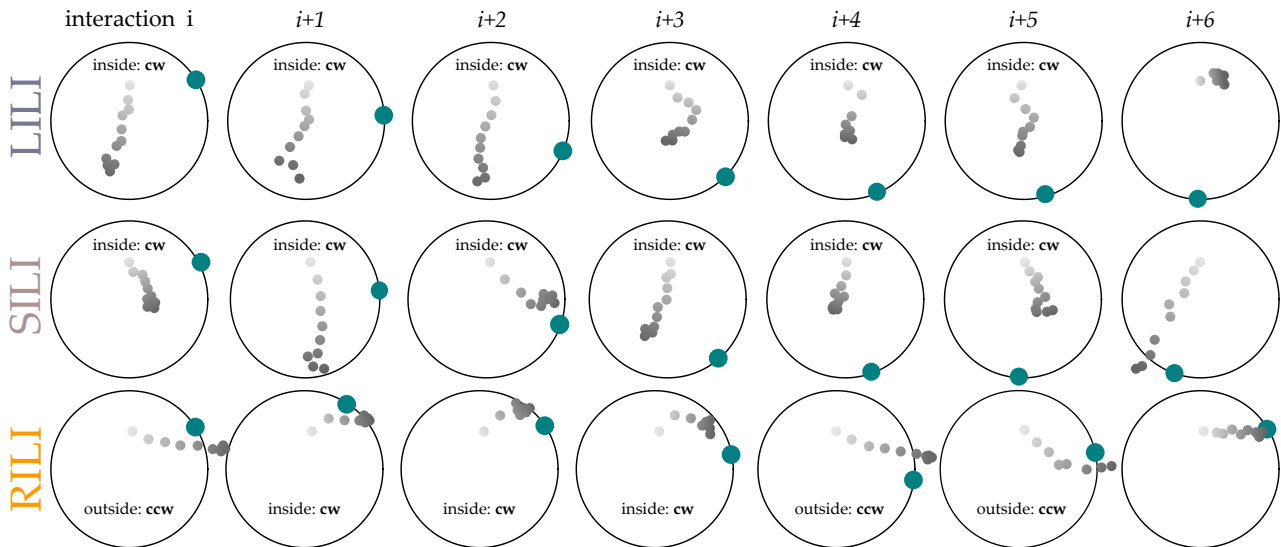 interaction i i+1 i+2 i+3 i+4 i+5 i+6
LILI
inside: cw inside: cw inside: cw inside: cw inside: cw inside: cw
SILI
inside: cw inside: cw inside: cw inside: cw inside: cw inside: cw
RILI
outside: ccw inside: cw inside: cw inside: cw outside: ccw outside: ccw